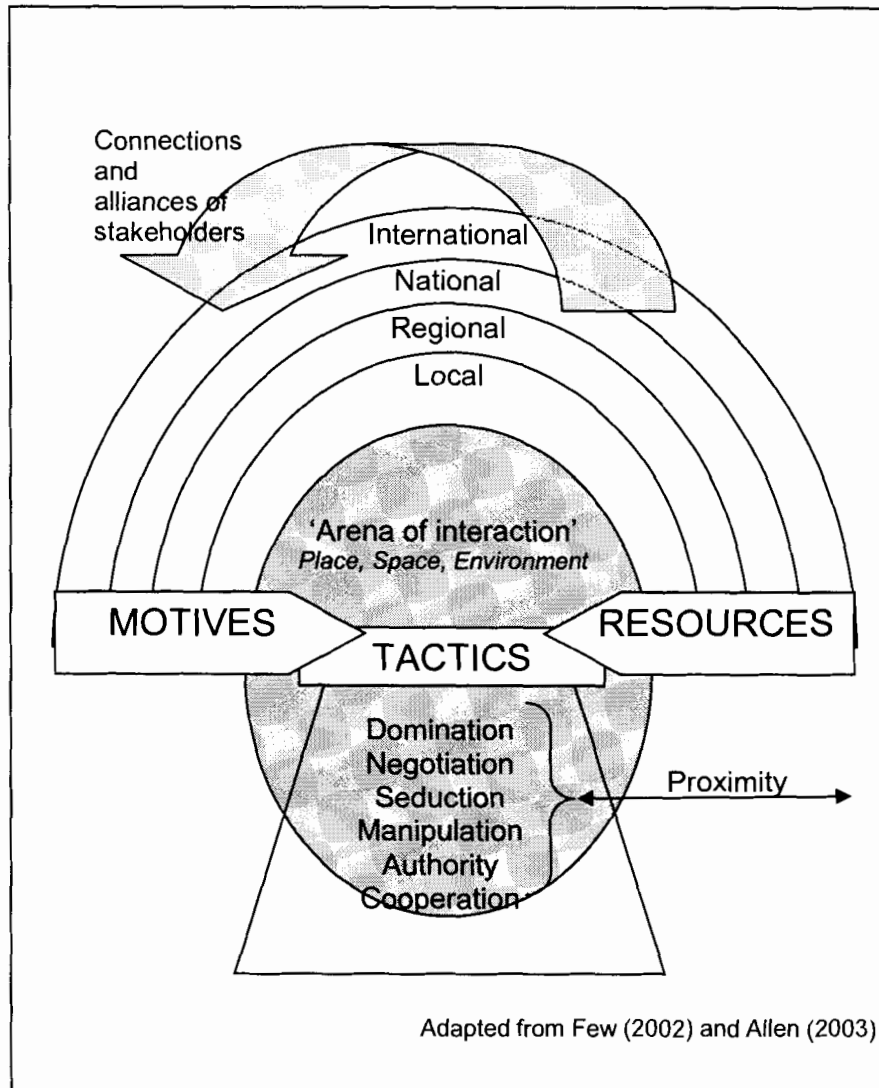 Connections
and
alliances of
stakeholders
International
National
Regional
Local
'Arena of interaction'
Place, Space, Environment
MOTIVES
RESOURCES
TACTICS
Domination
Negotiation
Seduction
Manipulation
Authority
Cooperation
Proximity
Adapted from Few (2002) and Allen (2003)